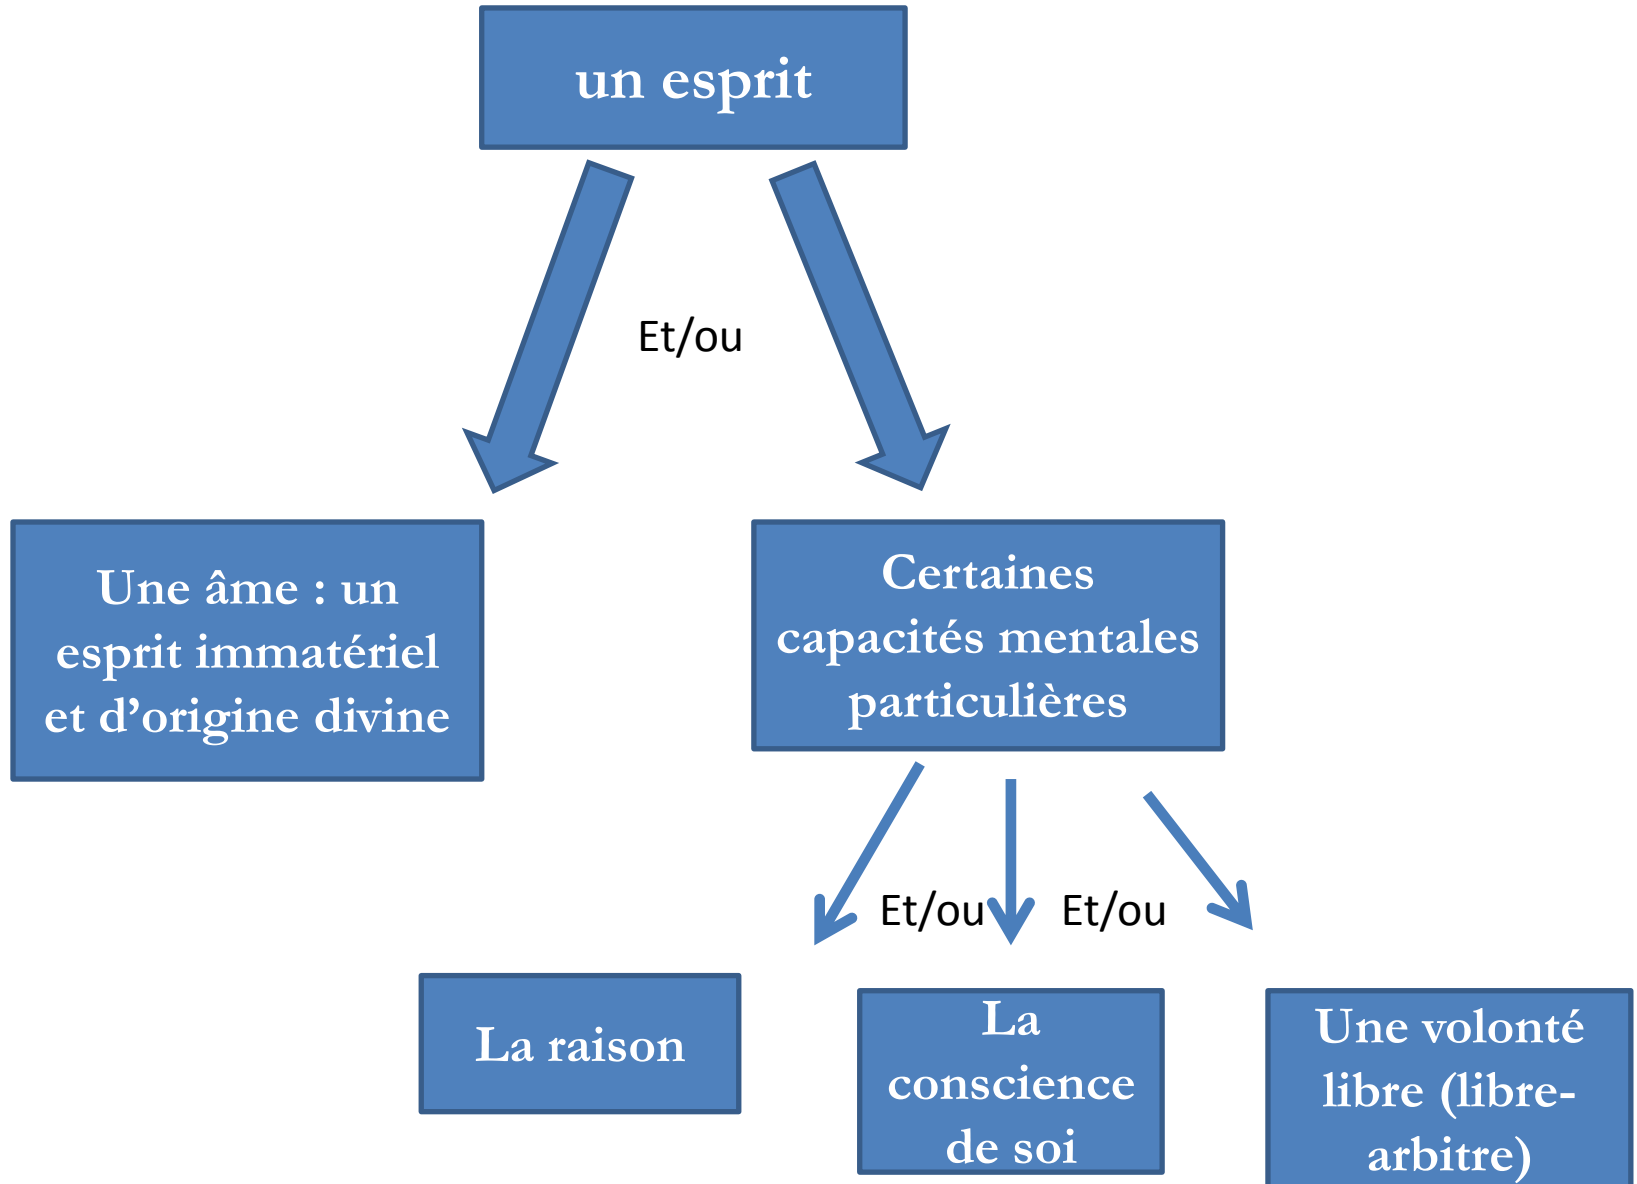 un esprit
Et/ou
Une âme : un
esprit immatériel
et d’origine divine
Certaines
capacités mentales
particulières
Et/ou
Et/ou
La raison
La
conscience
de soi
Une volonté
libre (libre-
arbitre)